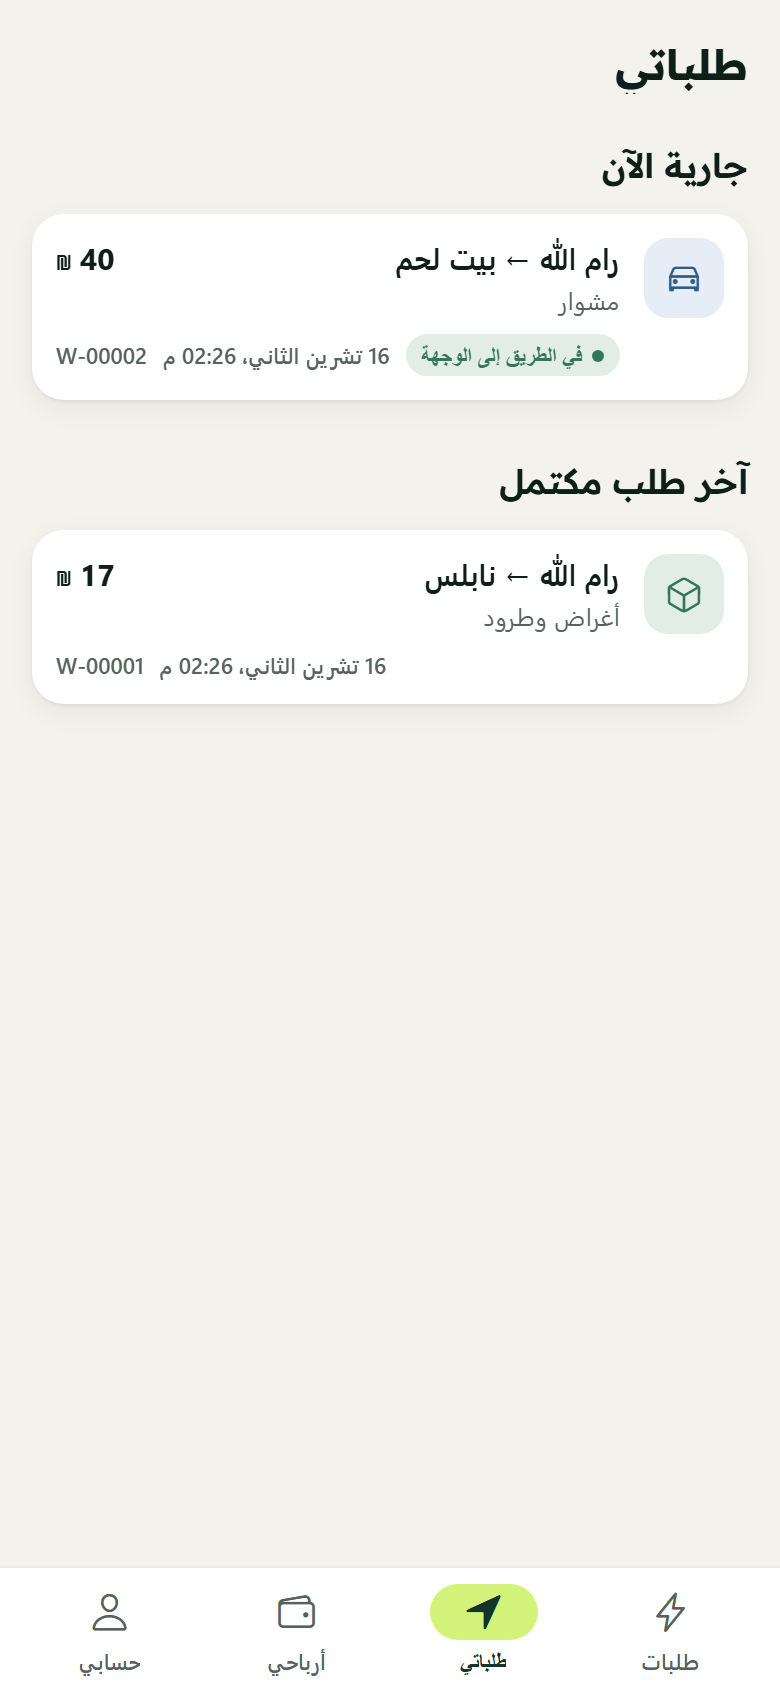 طلباتي
جارية الآن
رام الله ← بيت لحم
40 ₪
مشوار
في الطريق إلى الوجهة
16 تشرين الثاني، 02:26 م
W-00002
آخر طلب مكتمل
رام الله ← نابلس
17 ₪
أغراض وطرود
16 تشرين الثاني، 02:26 م
W-00001
طلبات
طلباتي
أرباحي
حسابي